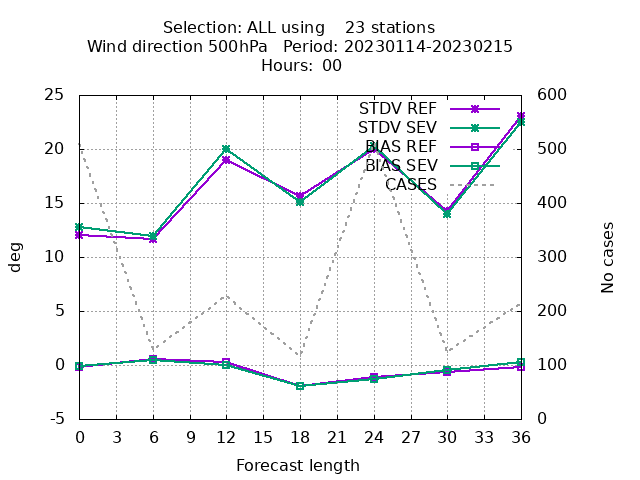 Selection: ALL using 23 stations
Wind direction 500hPa Period: 20230114-20230215
Hours: 00
25 600
STDV REF
STDV SEV
20 500
BIAS REF
BIAS SEV
CASES
15 400
10 300
deg
No cases
5 200
0 100
-5 0
0 3 6 9 12 15 18 21 24 27 30 33 36
Forecast length